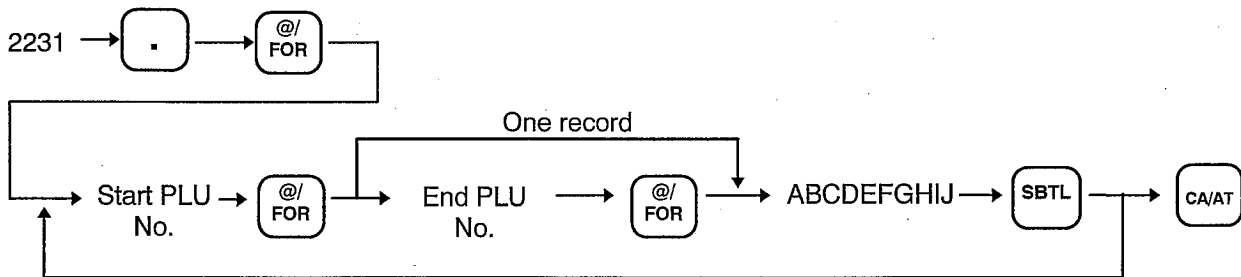 2231 . @/ FOR
One record
Start PLU No. @/ FOR End PLU No. @/ FOR ABCDEFGHIJ SBTL CA/AT